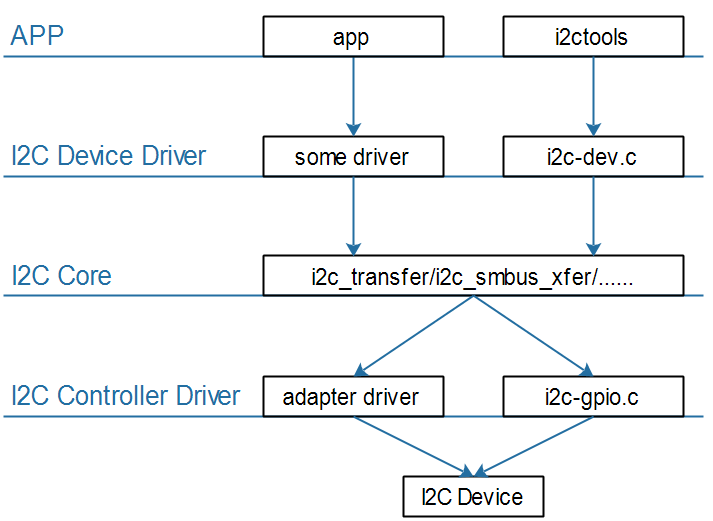 APP
app
i2ctools
I2C Device Driver
some driver
i2c-dev.c
I2C Core
i2c_transfer/i2c_smbus_xfer/......
I2C Controller Driver
adapter driver
i2c-gpio.c
I2C Device